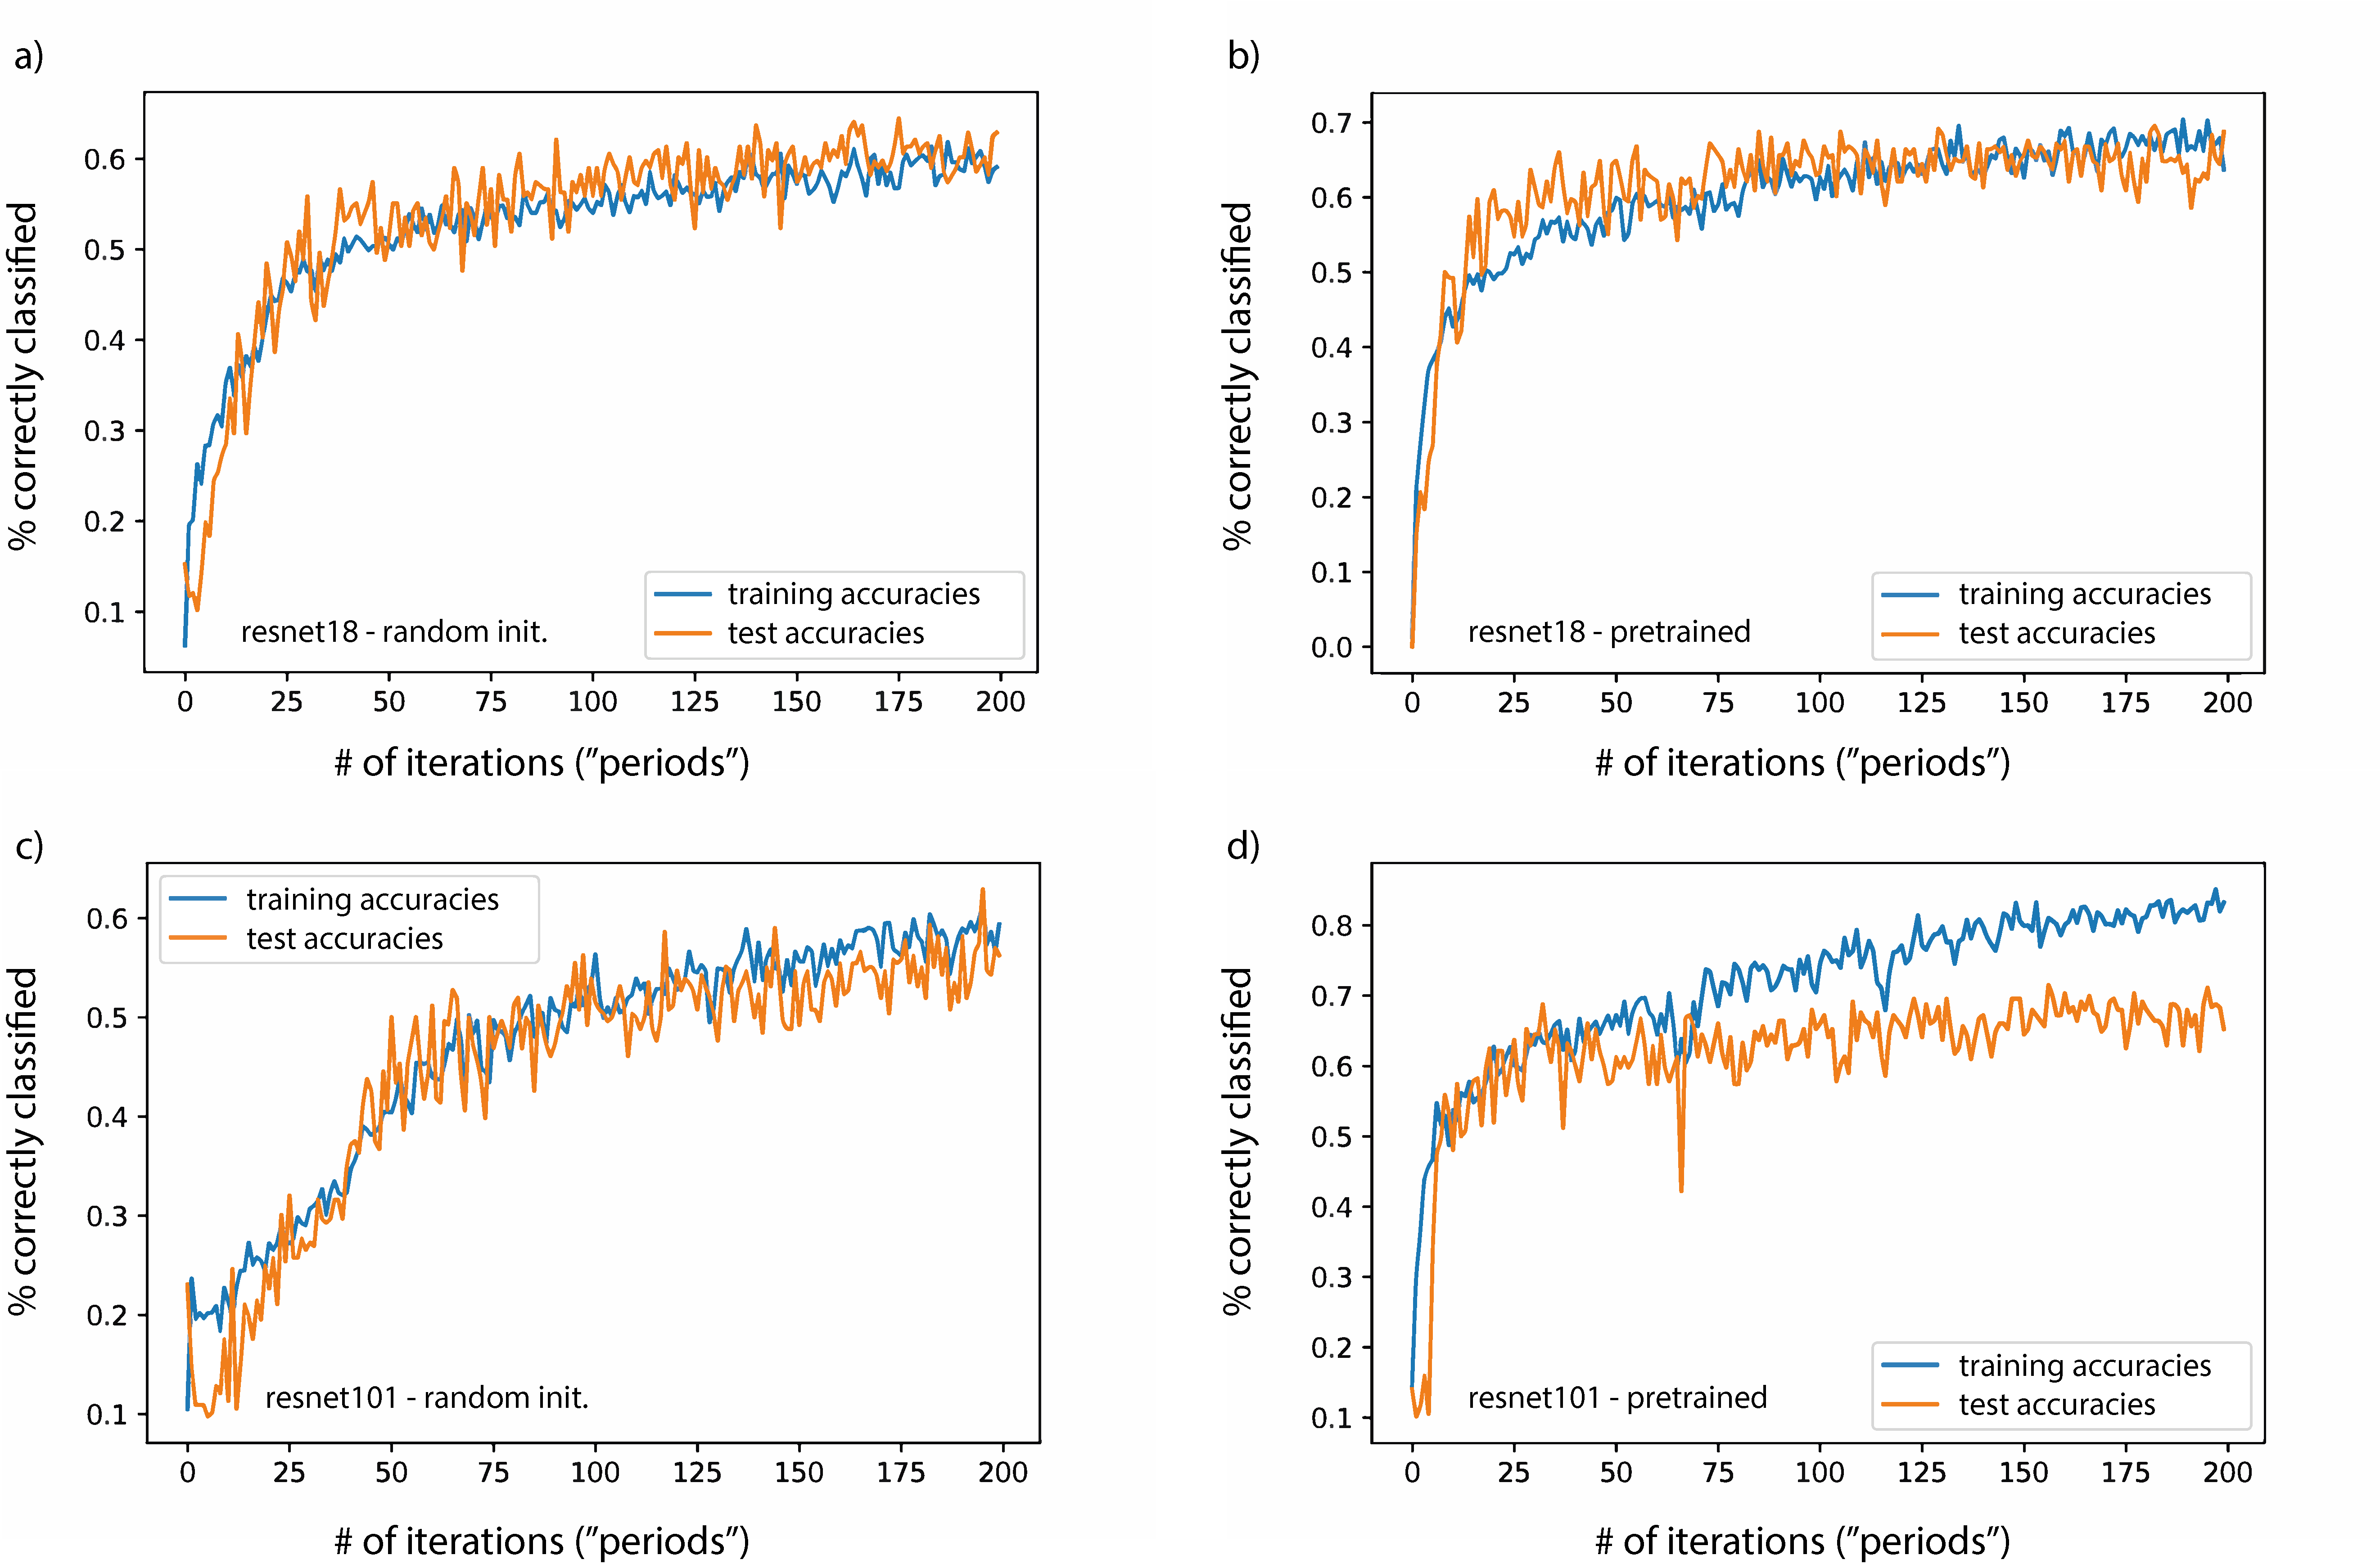 a)
% correctly classified
0.6
0.5
0.4
0.3
0.2
0.1
resnet18 - random init.
training accuracies
test accuracies
0 25 50 75 100 125 150 175 200
# of iterations ("periods")
b)
% correctly classified
0.7
0.6
0.5
0.4
0.3
0.2
0.1
0.0
resnet18 - pretrained
training accuracies
test accuracies
0 25 50 75 100 125 150 175 200
# of iterations ("periods")
c)
% correctly classified
training accuracies
test accuracies
0.6
0.5
0.4
0.3
0.2
0.1
resnet101 - random init.
0 25 50 75 100 125 150 175 200
# of iterations ("periods")
d)
% correctly classified
0.8
0.7
0.6
0.5
0.4
0.3
0.2
0.1
resnet101 - pretrained
training accuracies
test accuracies
0 25 50 75 100 125 150 175 200
# of iterations ("periods")